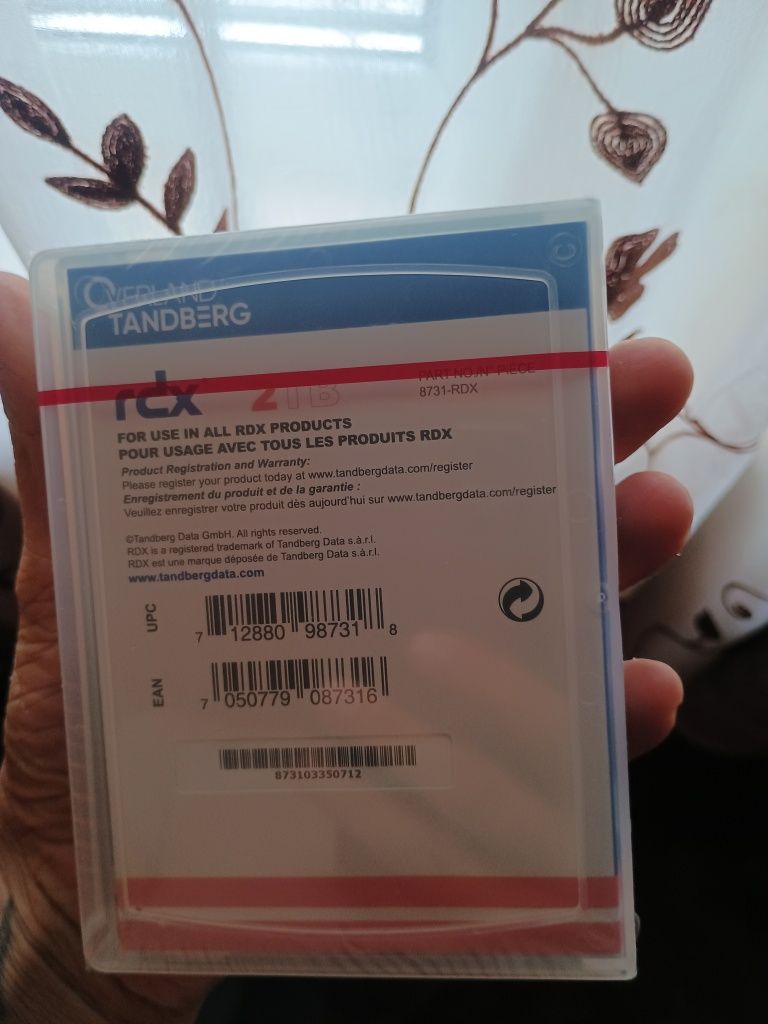 OVERLAND
TANDBERG
rdx 2TB
PART NO./N° PIÈCE
8731-RDX
FOR USE IN ALL RDX PRODUCTS
POUR USAGE AVEC TOUS LES PRODUITS RDX
Product Registration and Warranty:
Please register your product today at www.tandbergdata.com/register
Enregistrement du produit et de la garantie :
Veuillez enregistrer votre produit dès aujourd'hui sur www.tandbergdata.com/register
©Tandberg Data GmbH. All rights reserved.
RDX is a registered trademark of Tandberg Data s.à.r.l.
RDX est une marque déposée de Tandberg Data s.à.r.l.
www.tandbergdata.com
UPC
7 12880 98731 8
EAN
7 050779 087316
873103350712